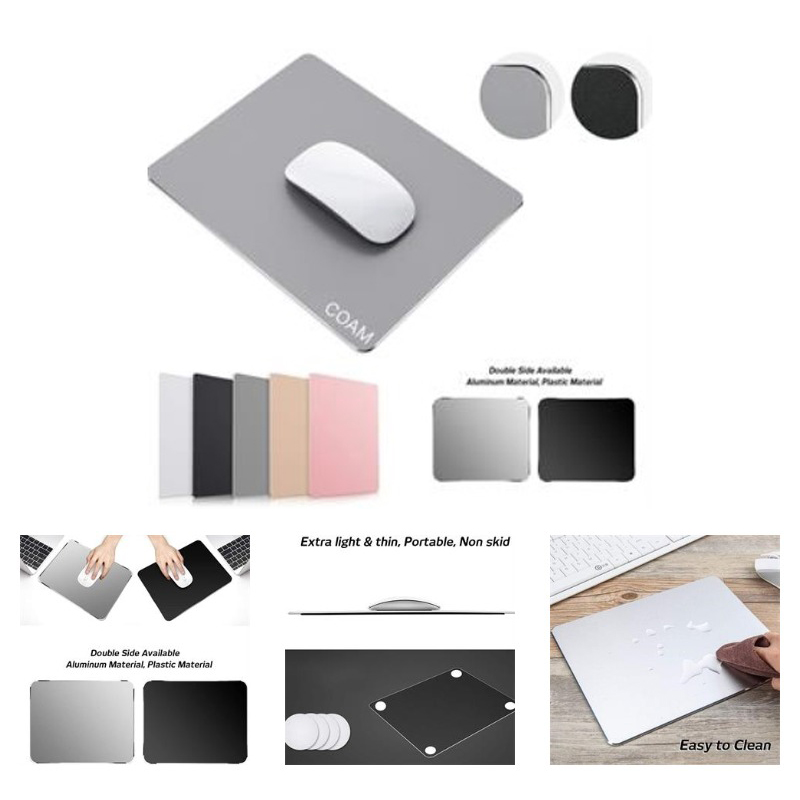 COAM
Double Side Available
Aluminum Material, Plastic Material
Extra light & thin, Portable, Non skid
Double Side Available
Aluminum Material, Plastic Material
Easy to Clean